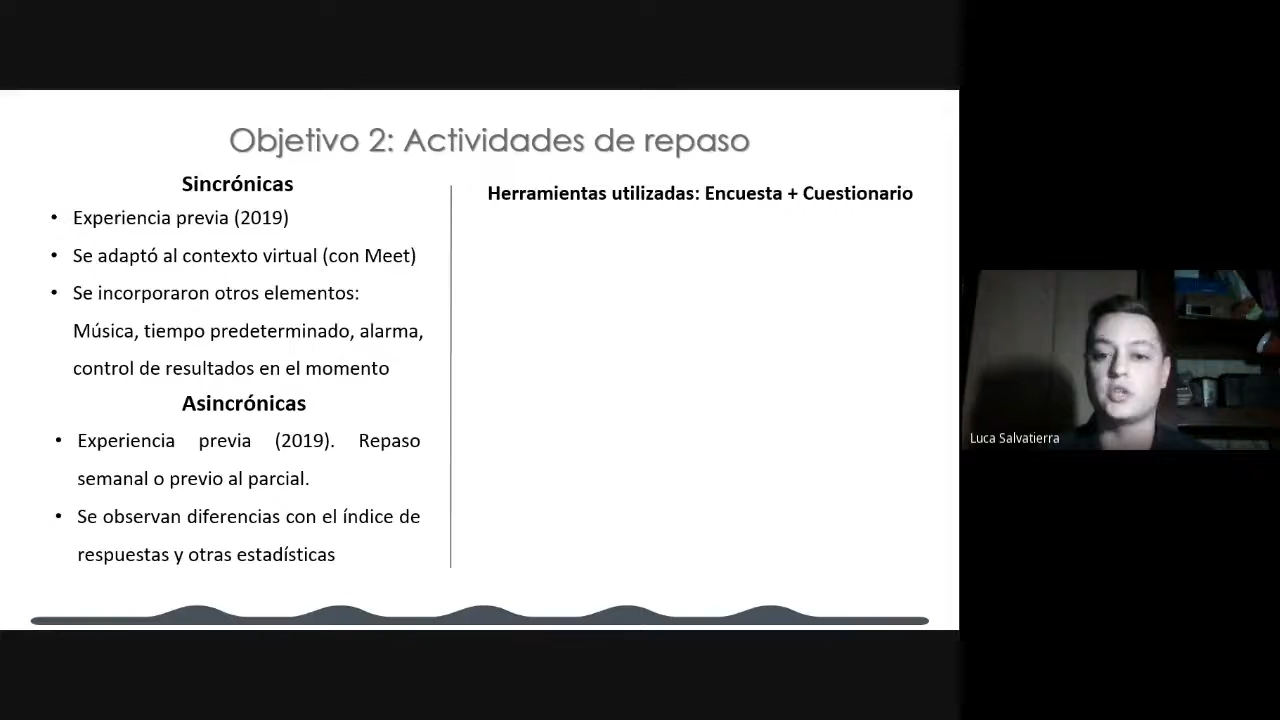 Objetivo 2: Actividades de repaso
Sincrónicas
• Experiencia previa (2019)
• Se adaptó al contexto virtual (con Meet)
• Se incorporaron otros elementos:
Música, tiempo predeterminado, alarma,
control de resultados en el momento
Asincrónicas
• Experiencia previa (2019). Repaso
semanal o previo al parcial.
• Se observan diferencias con el índice de
respuestas y otras estadísticas
Herramientas utilizadas: Encuesta + Cuestionario
Luca Salvatierra